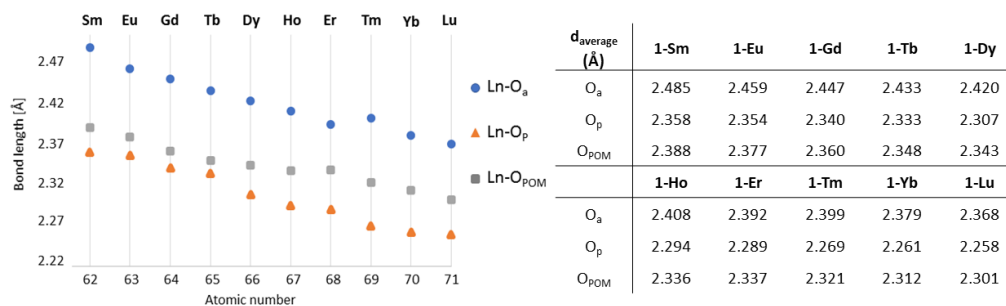 Sm Eu Gd Tb Dy Ho Er Tm Yb Lu
2.47
2.42
2.37
2.32
2.27
2.22
Bond length [Å]
62 63 64 65 66 67 68 69 70 71
Atomic number
Ln-Oa
Ln-OP
Ln-OPOM
daverage (Å) 1-Sm 1-Eu 1-Gd 1-Tb 1-Dy
Oa 2.485 2.459 2.447 2.433 2.420
Op 2.358 2.354 2.340 2.333 2.307
OPOM 2.388 2.377 2.360 2.348 2.343
1-Ho 1-Er 1-Tm 1-Yb 1-Lu
Oa 2.408 2.392 2.399 2.379 2.368
Op 2.294 2.289 2.269 2.261 2.258
OPOM 2.336 2.337 2.321 2.312 2.301